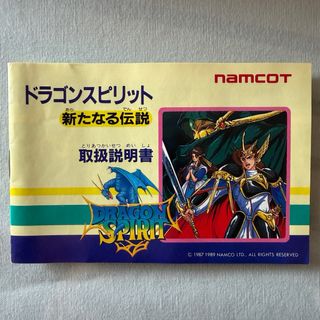 namcot
ドラゴンスピリット
あら でん せつ
新たなる伝説
とりあつかいせつ めい しょ
取扱説明書
DRAGON
SPIRIT
© 1987 1989 NAMCO LTD., ALL RIGHTS RESERVED